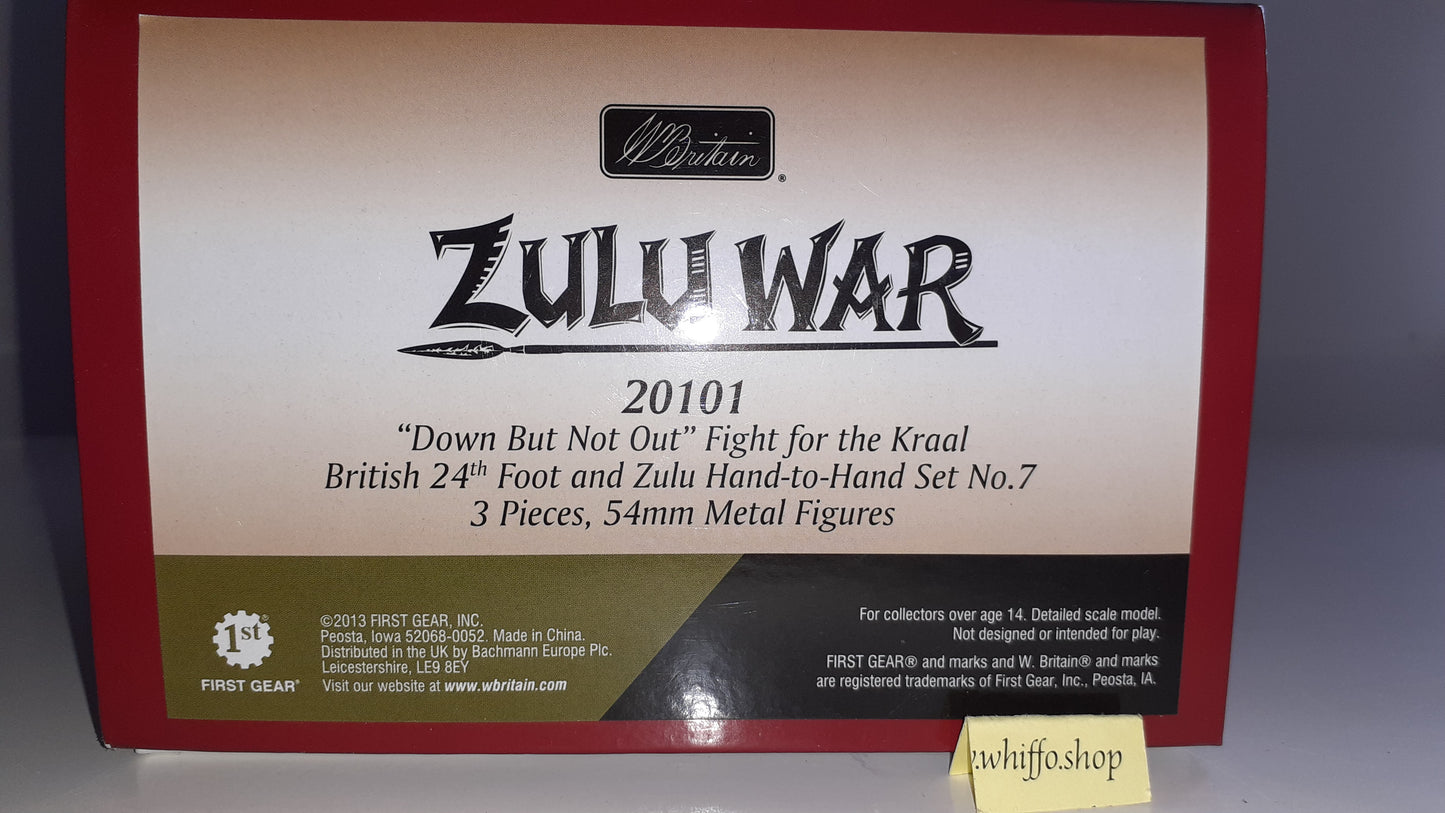 W Britain ®
ZULU WAR
20101
“Down But Not Out” Fight for the Kraal
British 24th Foot and Zulu Hand-to-Hand Set No.7
3 Pieces, 54mm Metal Figures
1st ®
FIRST GEAR®
©2013 FIRST GEAR, INC.
Peosta, Iowa 52068-0052. Made in China.
Distributed in the UK by Bachmann Europe Plc.
Leicestershire, LE9 8EY
Visit our website at www.wbritain.com
For collectors over age 14. Detailed scale model.
Not designed or intended for play.
FIRST GEAR® and marks and W. Britain® and marks
are registered trademarks of First Gear, Inc., Peosta, IA.
.whiffo.shop